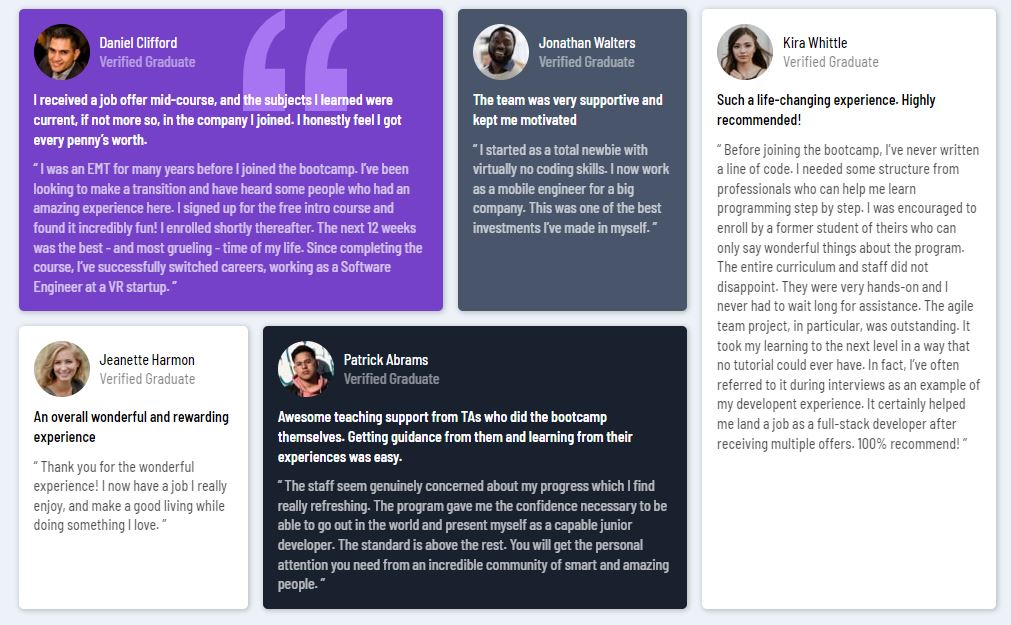 Daniel Clifford
Verified Graduate
I received a job offer mid-course, and the subjects I learned were
current, if not more so, in the company I joined. I honestly feel I got
every penny’s worth.
“ I was an EMT for many years before I joined the bootcamp. I’ve been
looking to make a transition and have heard some people who had an
amazing experience here. I signed up for the free intro course and
found it incredibly fun! I enrolled shortly thereafter. The next 12 weeks
was the best - and most grueling - time of my life. Since completing the
course, I’ve successfully switched careers, working as a Software
Engineer at a VR startup. ”
Jonathan Walters
Verified Graduate
The team was very supportive and
kept me motivated
“ I started as a total newbie with
virtually no coding skills. I now work
as a mobile engineer for a big
company. This was one of the best
investments I’ve made in myself. ”
Kira Whittle
Verified Graduate
Such a life-changing experience. Highly
recommended!
“ Before joining the bootcamp, I’ve never written
a line of code. I needed some structure from
professionals who can help me learn
programming step by step. I was encouraged to
enroll by a former student of theirs who can
only say wonderful things about the program.
The entire curriculum and staff did not
disappoint. They were very hands-on and I
never had to wait long for assistance. The agile
team project, in particular, was outstanding. It
took my learning to the next level in a way that
no tutorial could ever have. In fact, I’ve often
referred to it during interviews as an example of
my developent experience. It certainly helped
me land a job as a full-stack developer after
receiving multiple offers. 100% recommend! ”
Jeanette Harmon
Verified Graduate
An overall wonderful and rewarding
experience
“ Thank you for the wonderful
experience! I now have a job I really
enjoy, and make a good living while
doing something I love. ”
Patrick Abrams
Verified Graduate
Awesome teaching support from TAs who did the bootcamp
themselves. Getting guidance from them and learning from their
experiences was easy.
“ The staff seem genuinely concerned about my progress which I find
really refreshing. The program gave me the confidence necessary to be
able to go out in the world and present myself as a capable junior
developer. The standard is above the rest. You will get the personal
attention you need from an incredible community of smart and amazing
people. ”